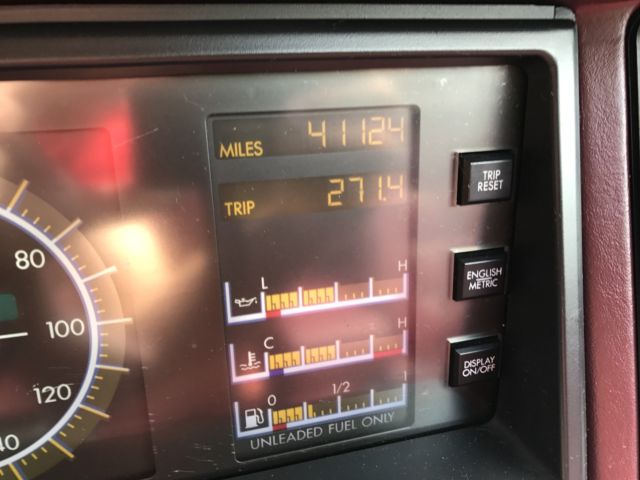 MILES 41124
TRIP 271.4
TRIP
RESET
80
L H
ENGLISH
METRIC
100
C H
DISPLAY
ON/OFF
120
0 1/2 1
UNLEADED FUEL ONLY
40